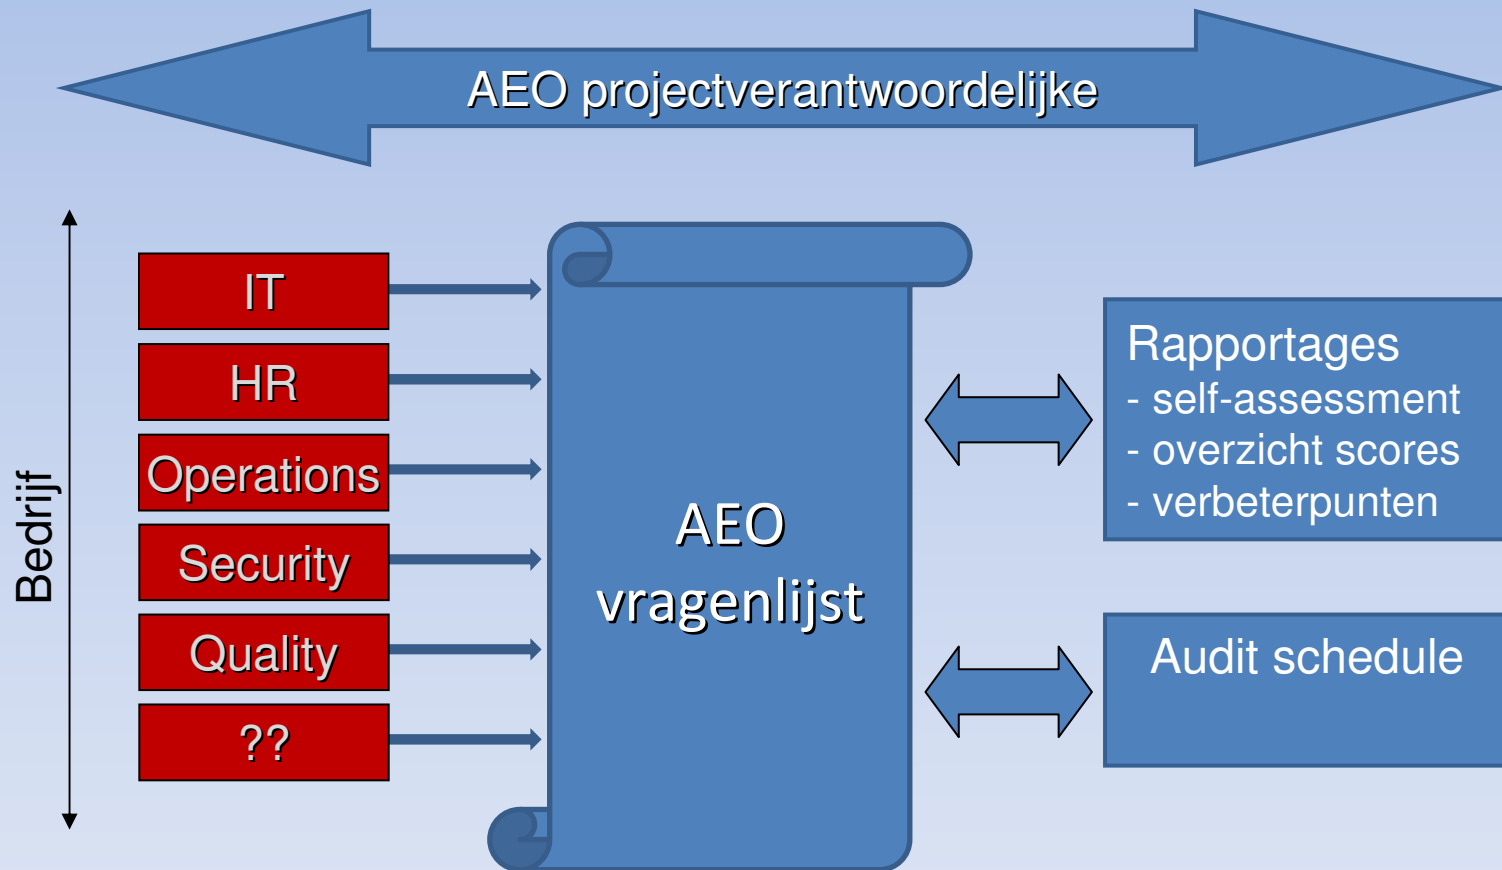 AEO projectverantwoordelijke
Bedrijf
IT
HR
Operations
Security
Quality
??
AEO
vragenlijst
Rapportages
- self-assessment
- overzicht scores
- verbeterpunten
Audit schedule